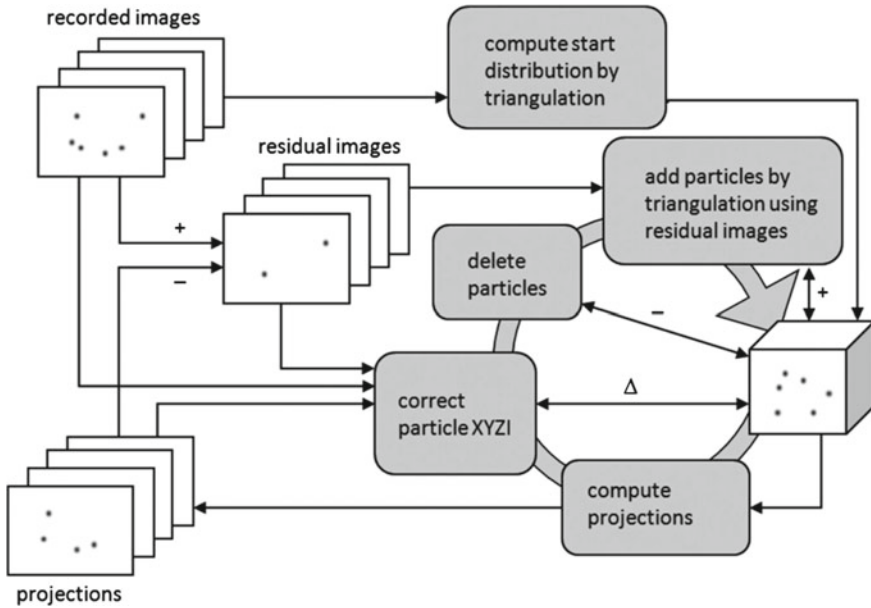 recorded images
compute start
distribution by
triangulation
residual images
add particles by
triangulation using
residual images
+
−
delete
particles
−
+
correct
particle XYZI
Δ
compute
projections
projections